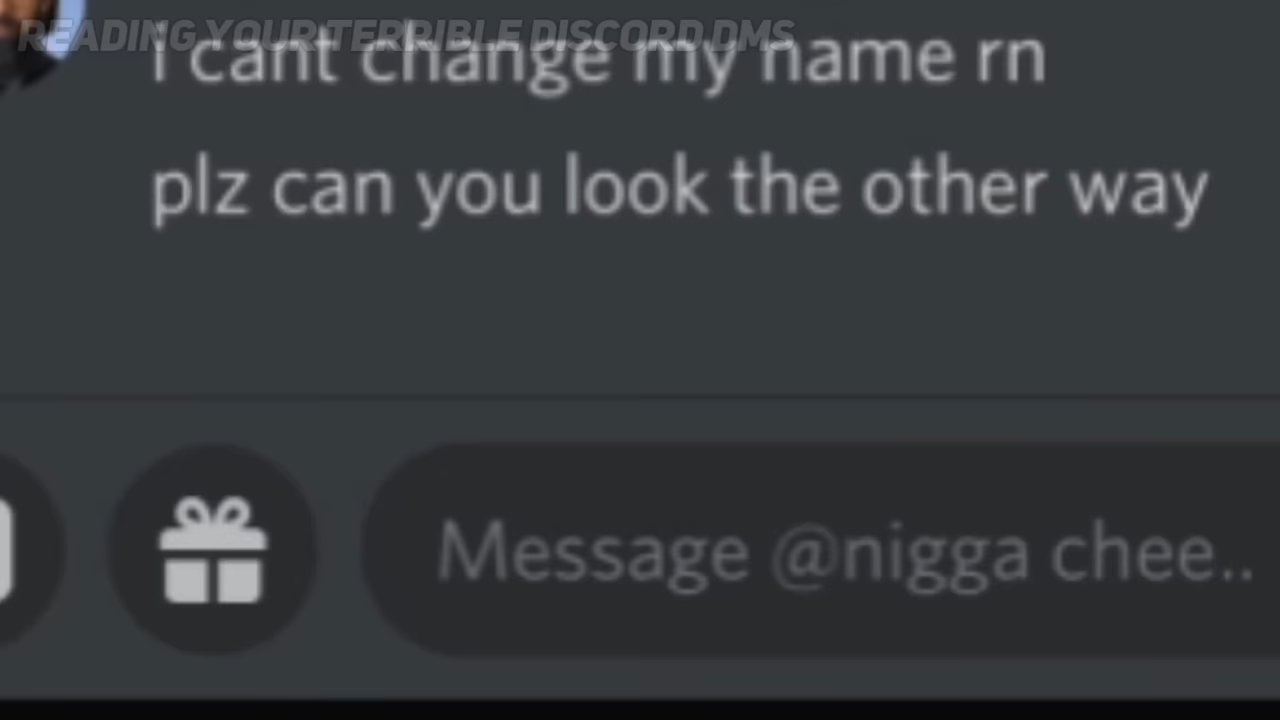 READING YOUR TERRIBLE DISCORD DMS
i cant change my name rn
plz can you look the other way
Message @nigga chee..